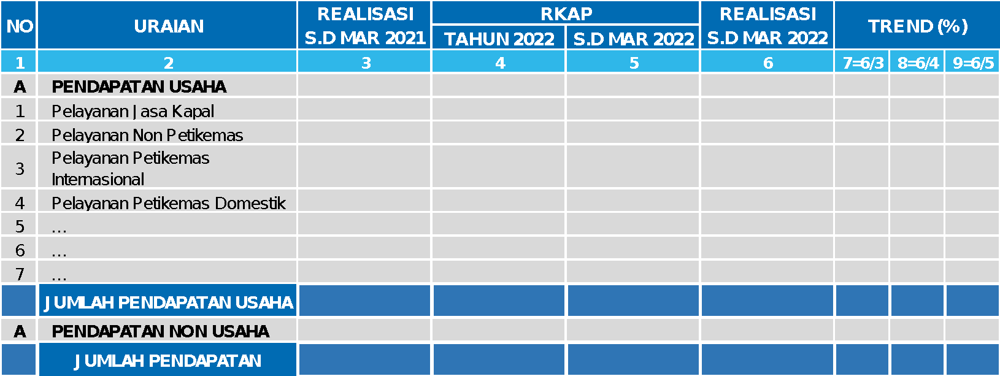 NO URAIAN REALISASI S.D MAR 2021 RKAP REALISASI S.D MAR 2022 TREND (%)
TAHUN 2022 S.D MAR 2022
1 2 3 4 5 6 7=6/3 8=6/4 9=6/5
A PENDAPATAN USAHA
1 Pelayanan Jasa Kapal
2 Pelayanan Non Petikemas
3 Pelayanan Petikemas
Internasional
4 Pelayanan Petikemas Domestik
5 ...
6 ...
7 ...
JUMLAH PENDAPATAN USAHA
A PENDAPATAN NON USAHA
JUMLAH PENDAPATAN